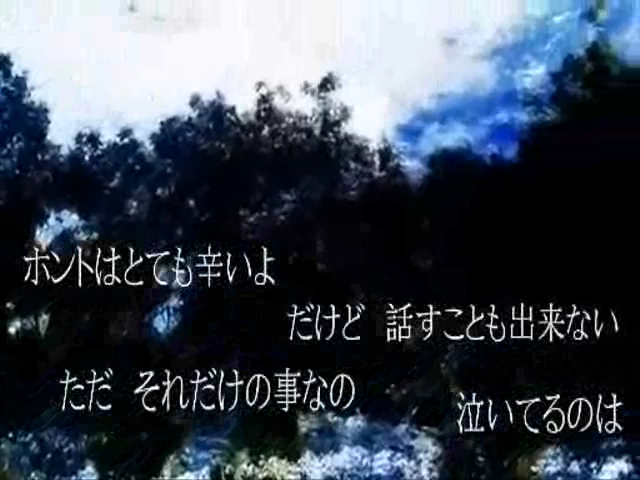 ホントはとても辛いよ
だけど　話すことも出来ない
ただ　それだけの事なの
泣いてるのは